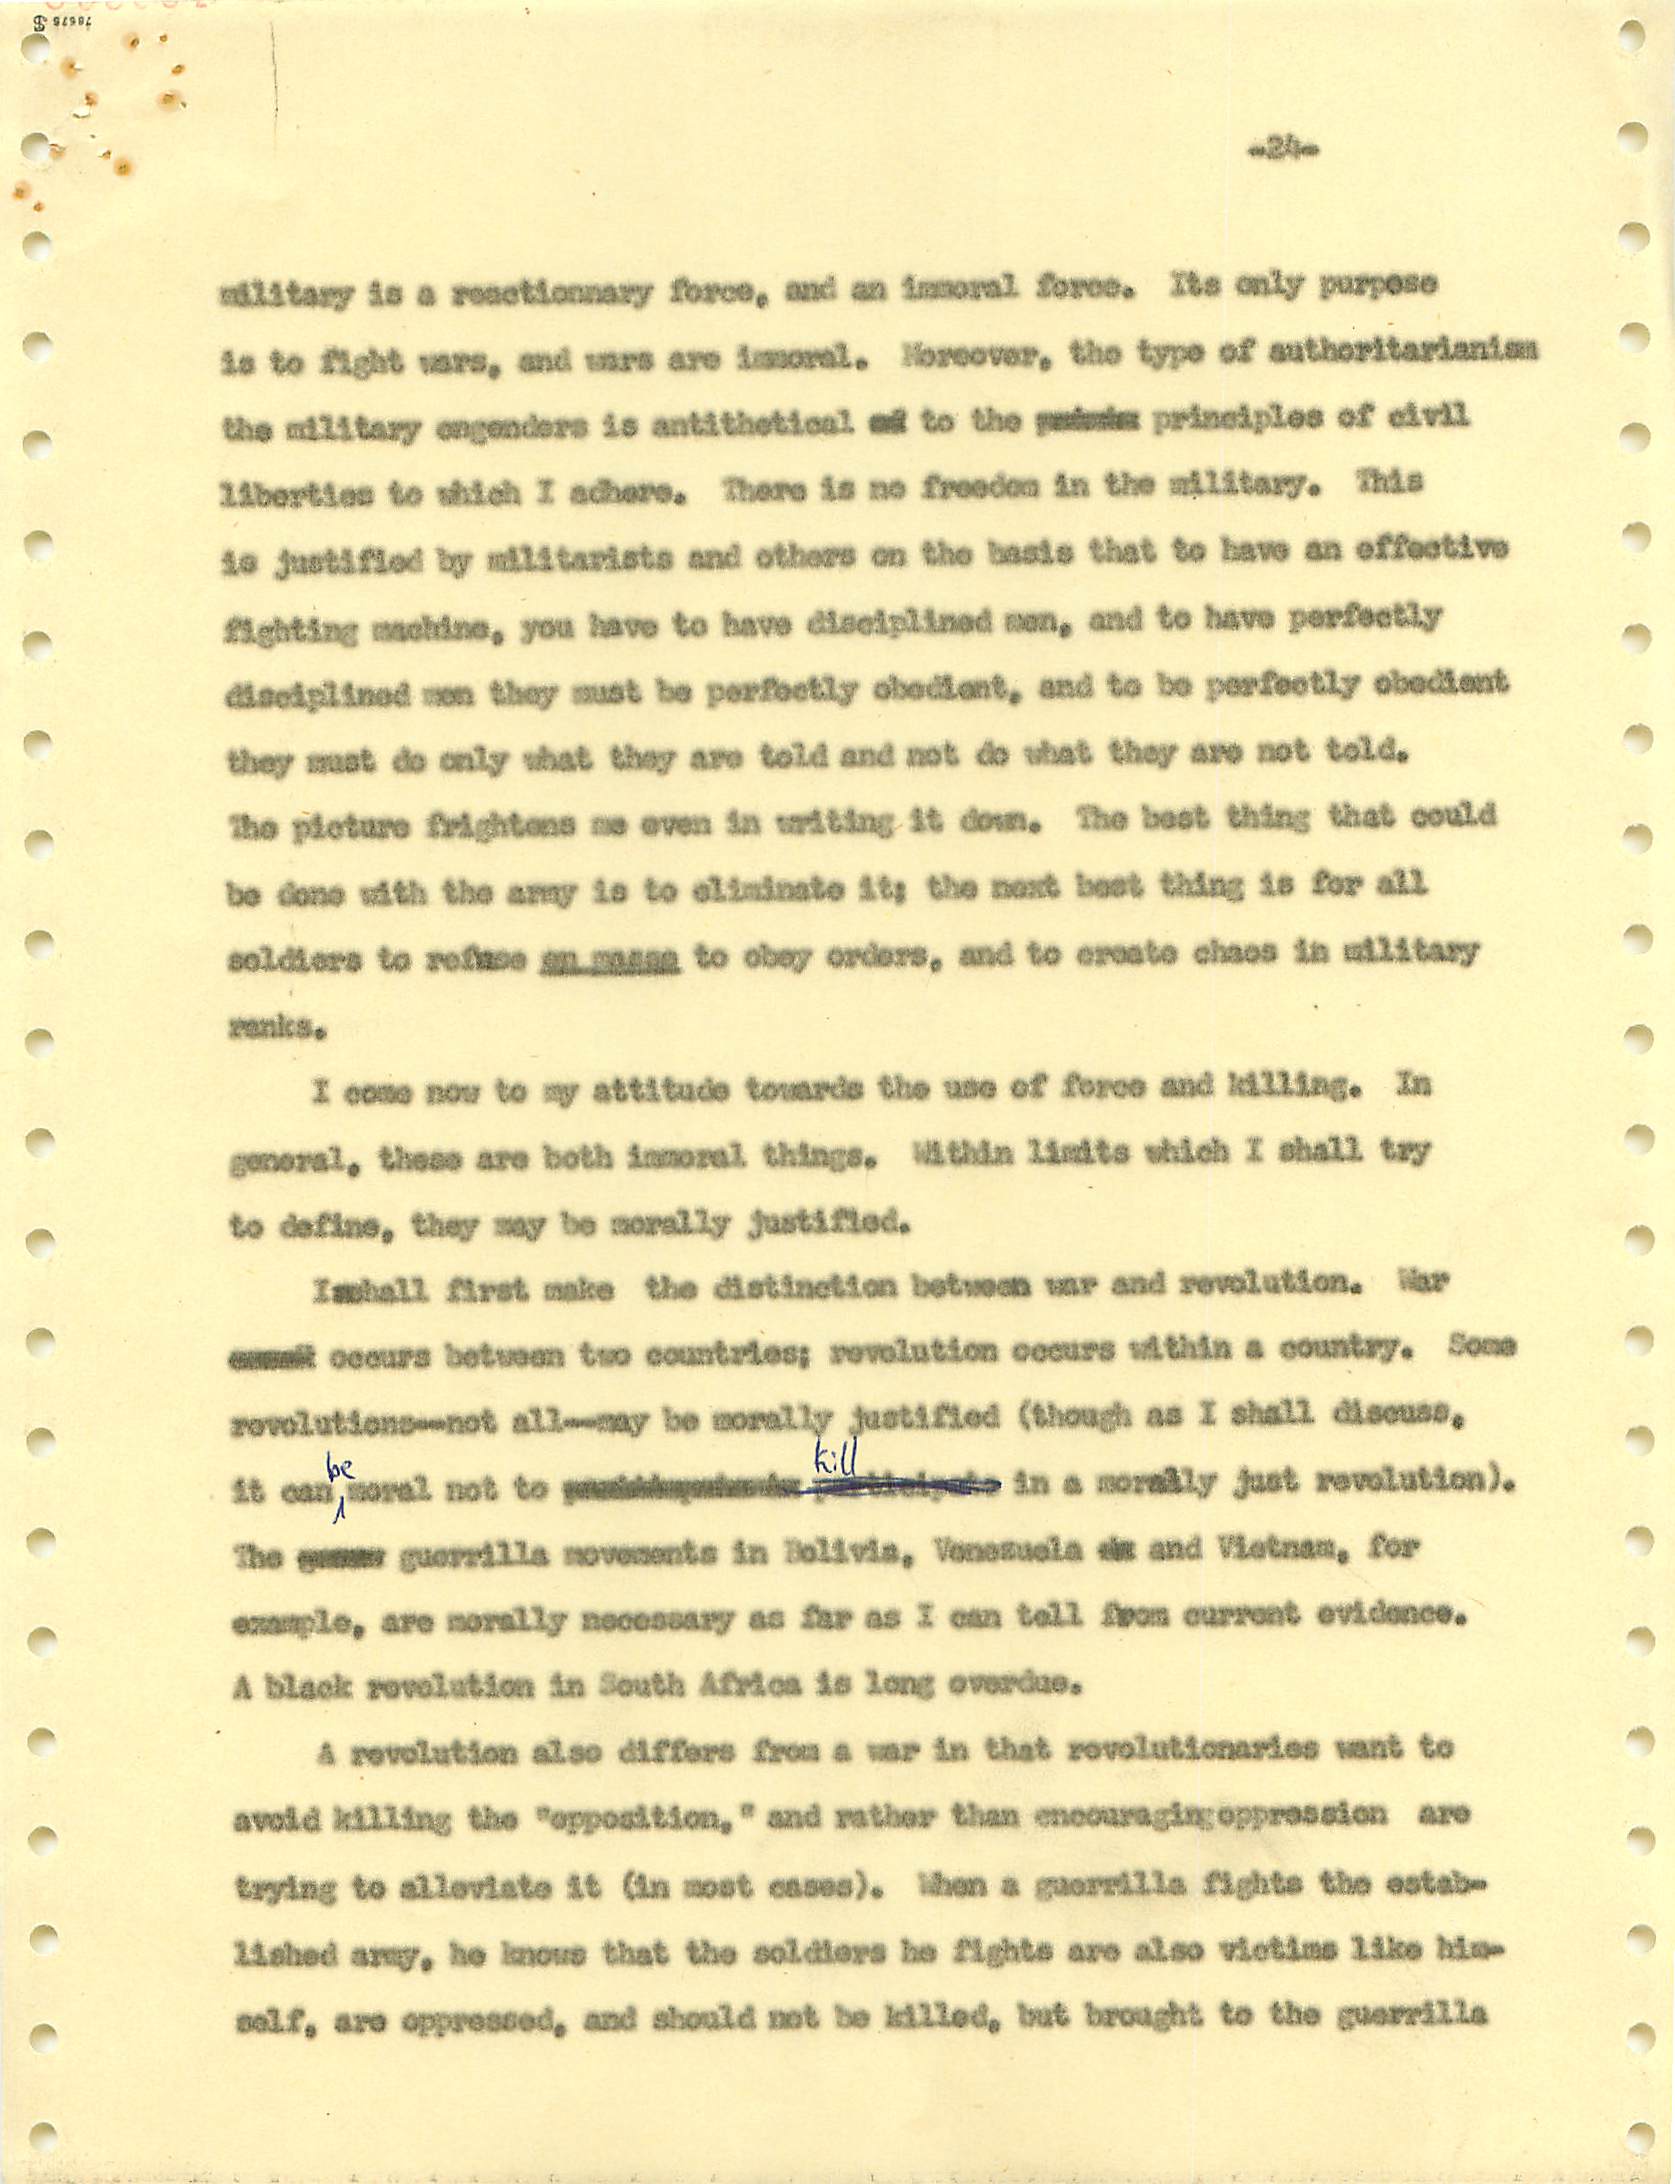 78675
-24-
military is a reactionnary force, and an immoral force. Its only purpose
is to fight wars, and wars are immoral. Moreover, the type of authoritarianism
the military engenders is antithetical to the principles of civil
liberties to which I adhere. There is no freedom in the military. This
is justified by militarists and others on the basis that to have an effective
fighting machine, you have to have disciplined men, and to have perfectly
disciplined men they must be perfectly obedient, and to be perfectly obedient
they must do only what they are told and not do what they are not told.
The picture frightens me even in writing it down. The best thing that could
be done with the army is to eliminate it; the next best thing is for all
soldiers to refuse en masse to obey orders, and to create chaos in military
ranks.
I come now to my attitude towards the use of force and killing. In
general, these are both immoral things. Within limits which I shall try
to define, they may be morally justified.
I shall first make the distinction between war and revolution. War
occurs between two countries; revolution occurs within a country. Some
revolutions--not all--may be morally justified (though as I shall discuss,
it can be moral not to kill in a morally just revolution).
The guerrilla movements in Bolivia, Venezuela and Vietnam, for
example, are morally necessary as far as I can tell from current evidence.
A black revolution in South Africa is long overdue.
A revolution also differs from a war in that revolutionaries want to
avoid killing the "opposition," and rather than encouraging oppression are
trying to alleviate it (in most cases). When a guerrilla fights the estab-
lished army, he knows that the soldiers he fights are also victims like him-
self, are oppressed, and should not be killed, but brought to the guerrilla